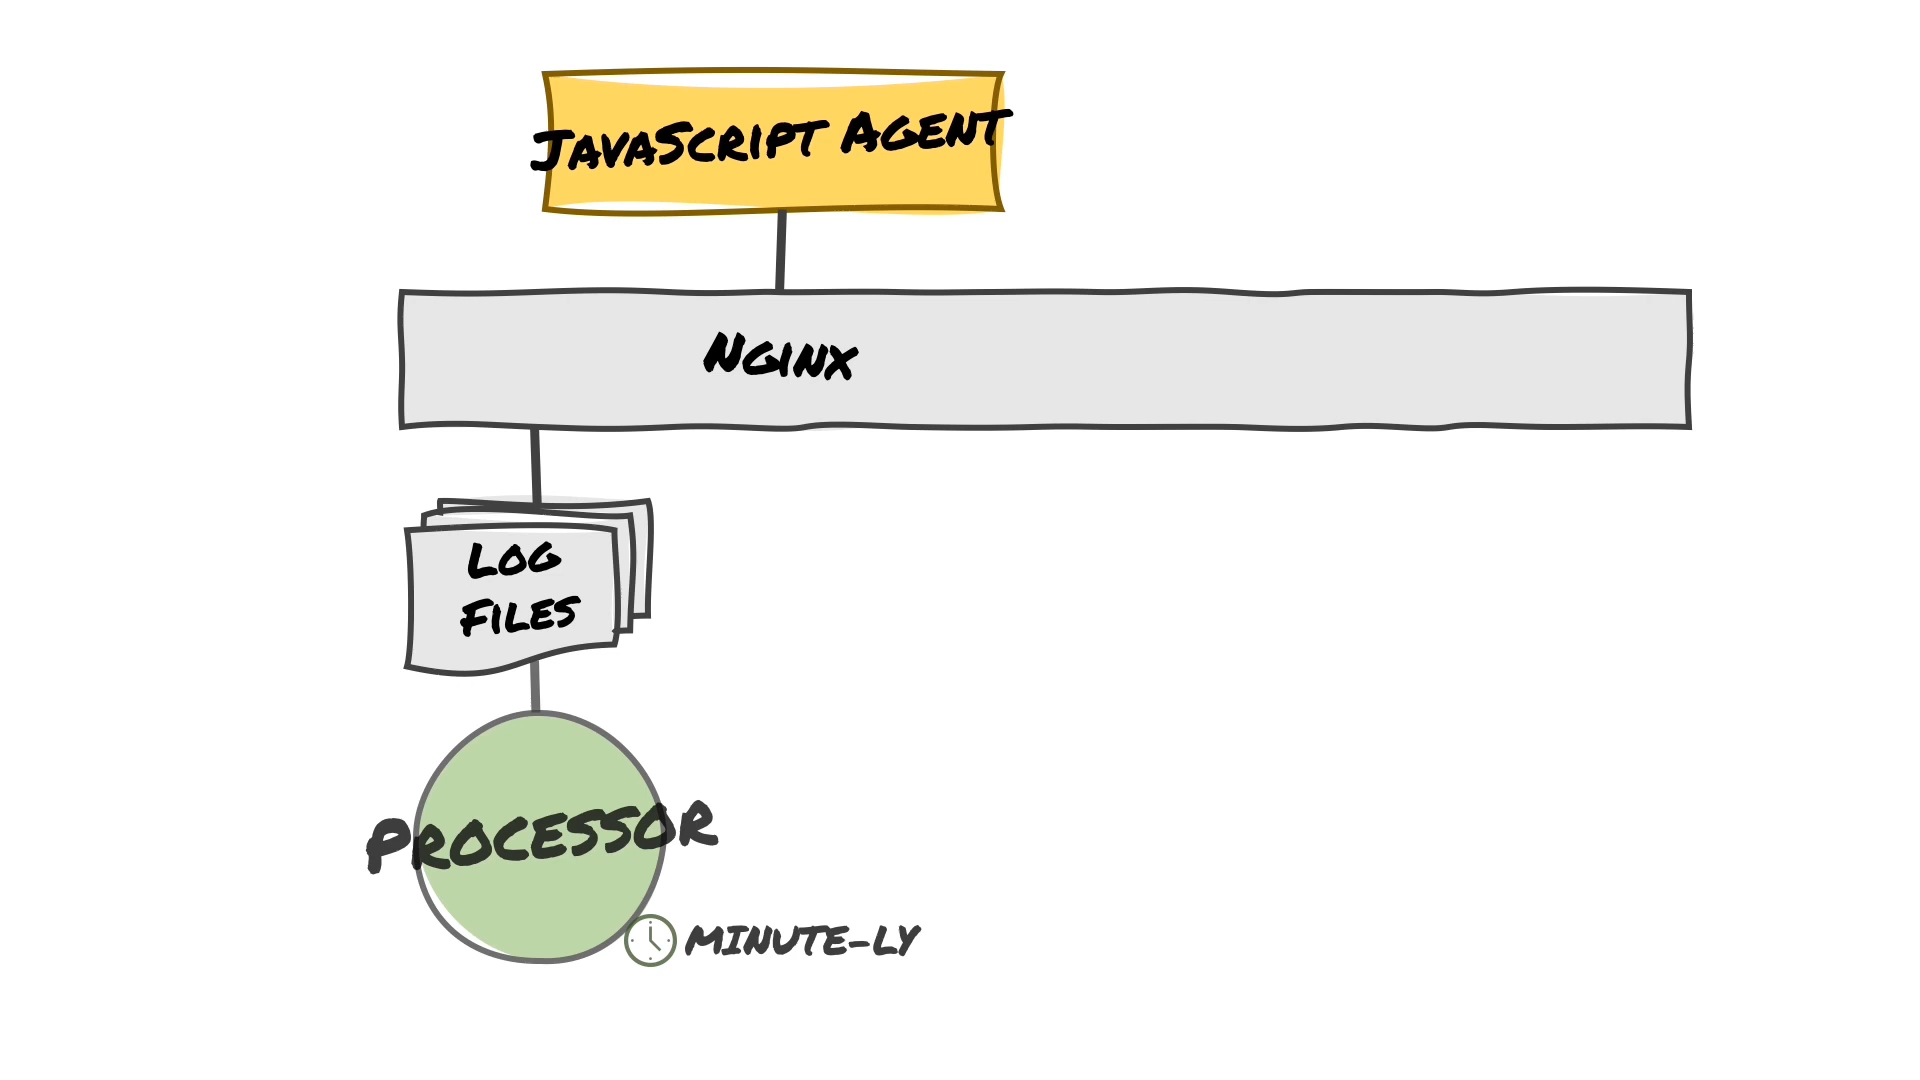 JavaScript Agent
Nginx
Log
Files
Processor
minute-ly